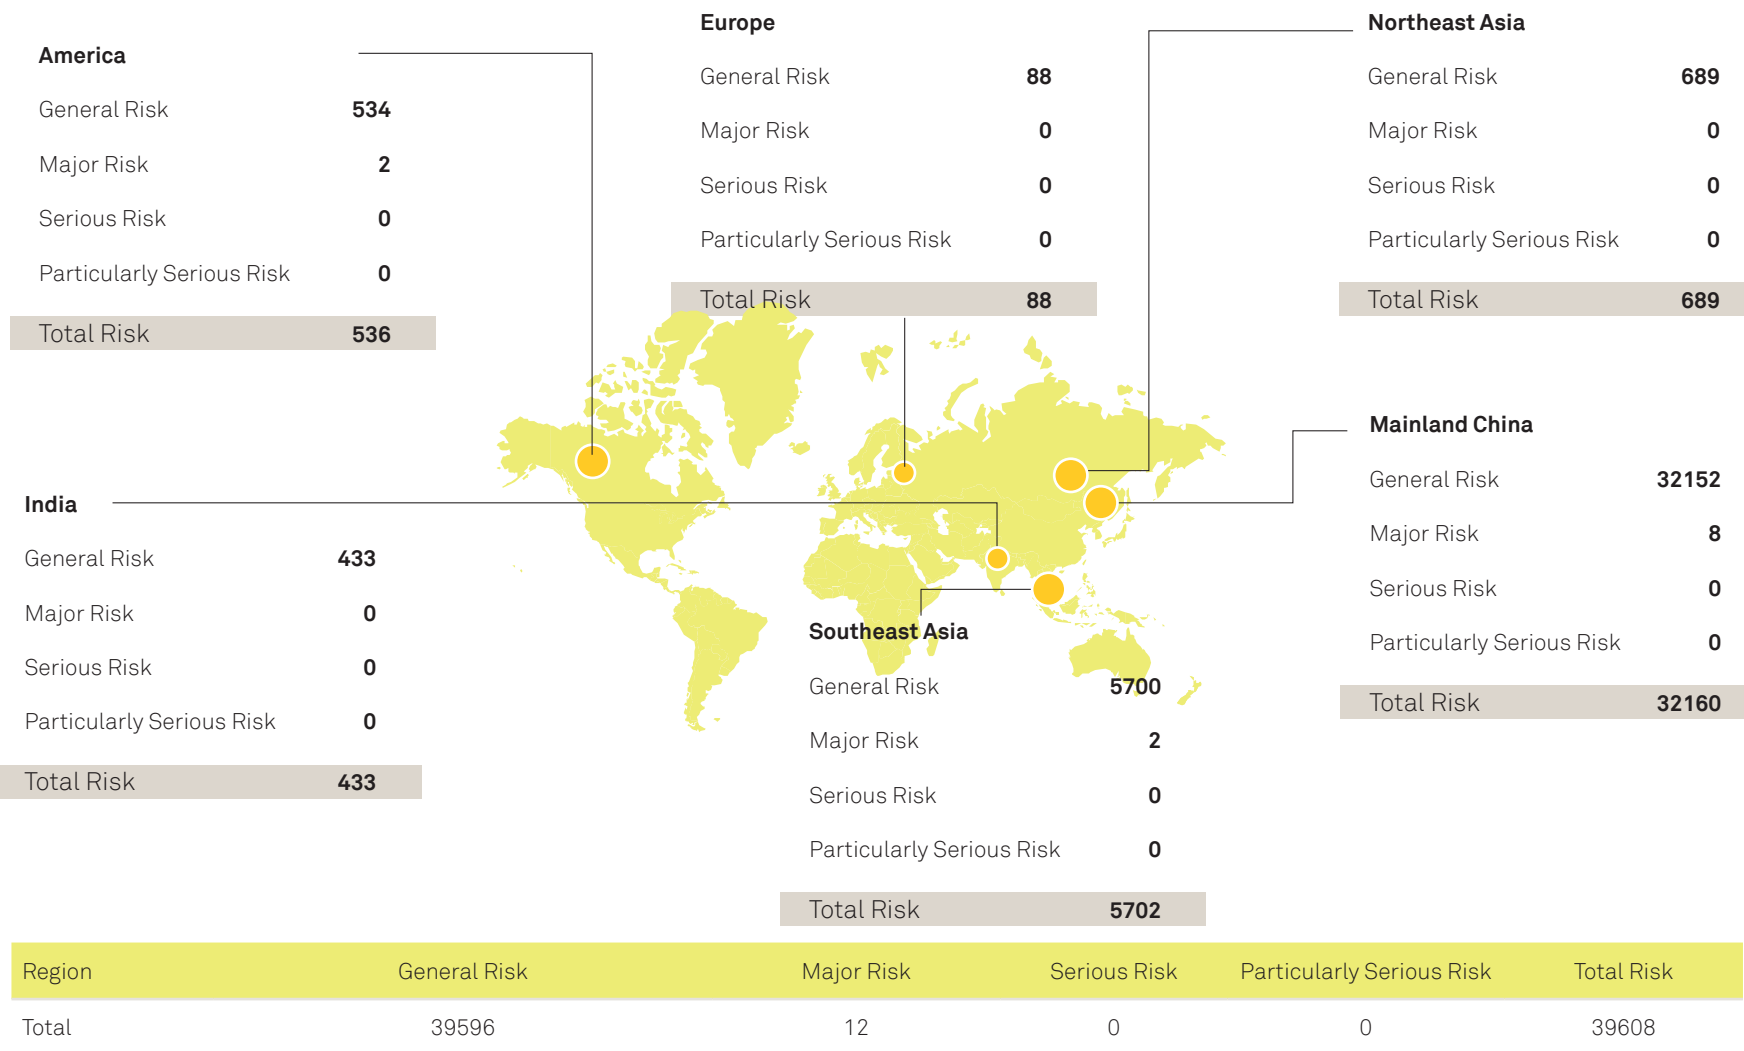 America
General Risk 534
Major Risk 2
Serious Risk 0
Particularly Serious Risk 0
Total Risk 536
Europe
General Risk 88
Major Risk 0
Serious Risk 0
Particularly Serious Risk 0
Total Risk 88
Northeast Asia
General Risk 689
Major Risk 0
Serious Risk 0
Particularly Serious Risk 0
Total Risk 689
India
General Risk 433
Major Risk 0
Serious Risk 0
Particularly Serious Risk 0
Total Risk 433
Southeast Asia
General Risk 5700
Major Risk 2
Serious Risk 0
Particularly Serious Risk 0
Total Risk 5702
Mainland China
General Risk 32152
Major Risk 8
Serious Risk 0
Particularly Serious Risk 0
Total Risk 32160
Region General Risk Major Risk Serious Risk Particularly Serious Risk Total Risk
Total 39596 12 0 0 39608